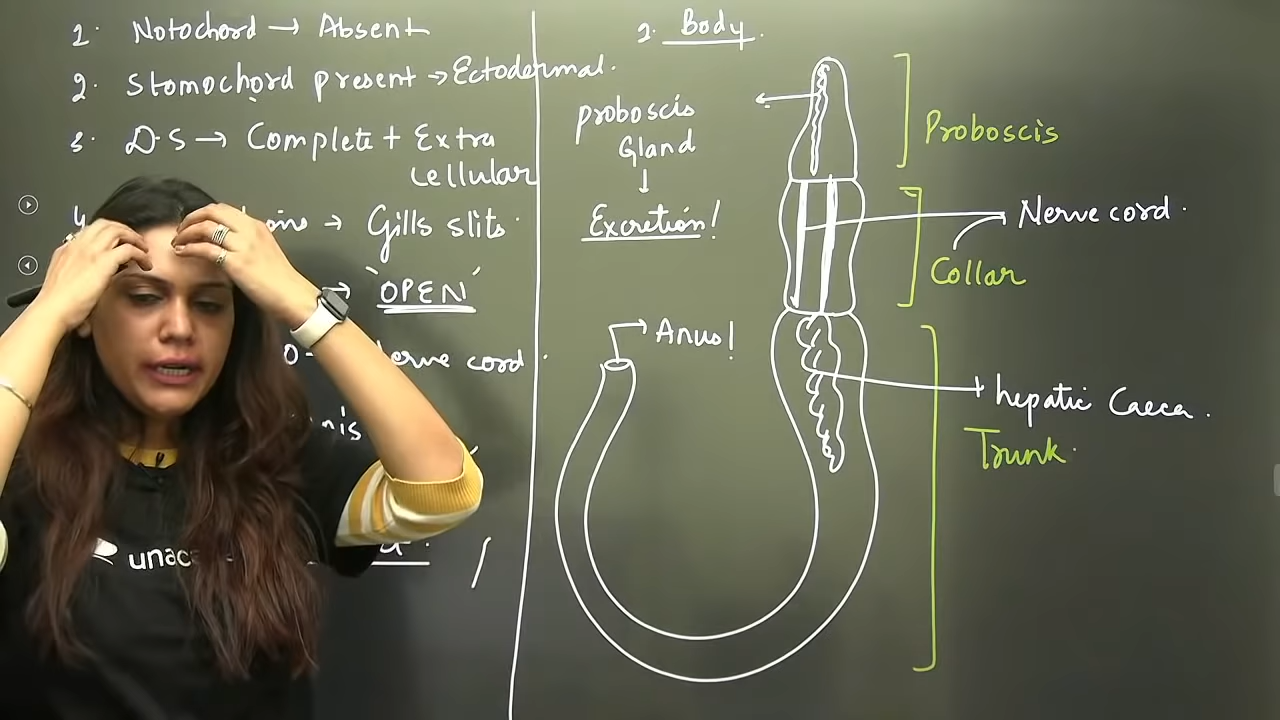 1. Notochord → Absent
2. Stomochord present → Ectodermal.
3. D.S → Complete + Extra
cellular
4. → Gills slits.
→ 'OPEN'
Nerve cord.
unac
2. Body.
proboscis
Gland
↓
Excretion!
Proboscis
Nerve cord.
Collar
Anus!
hepatic Caeca.
Trunk.